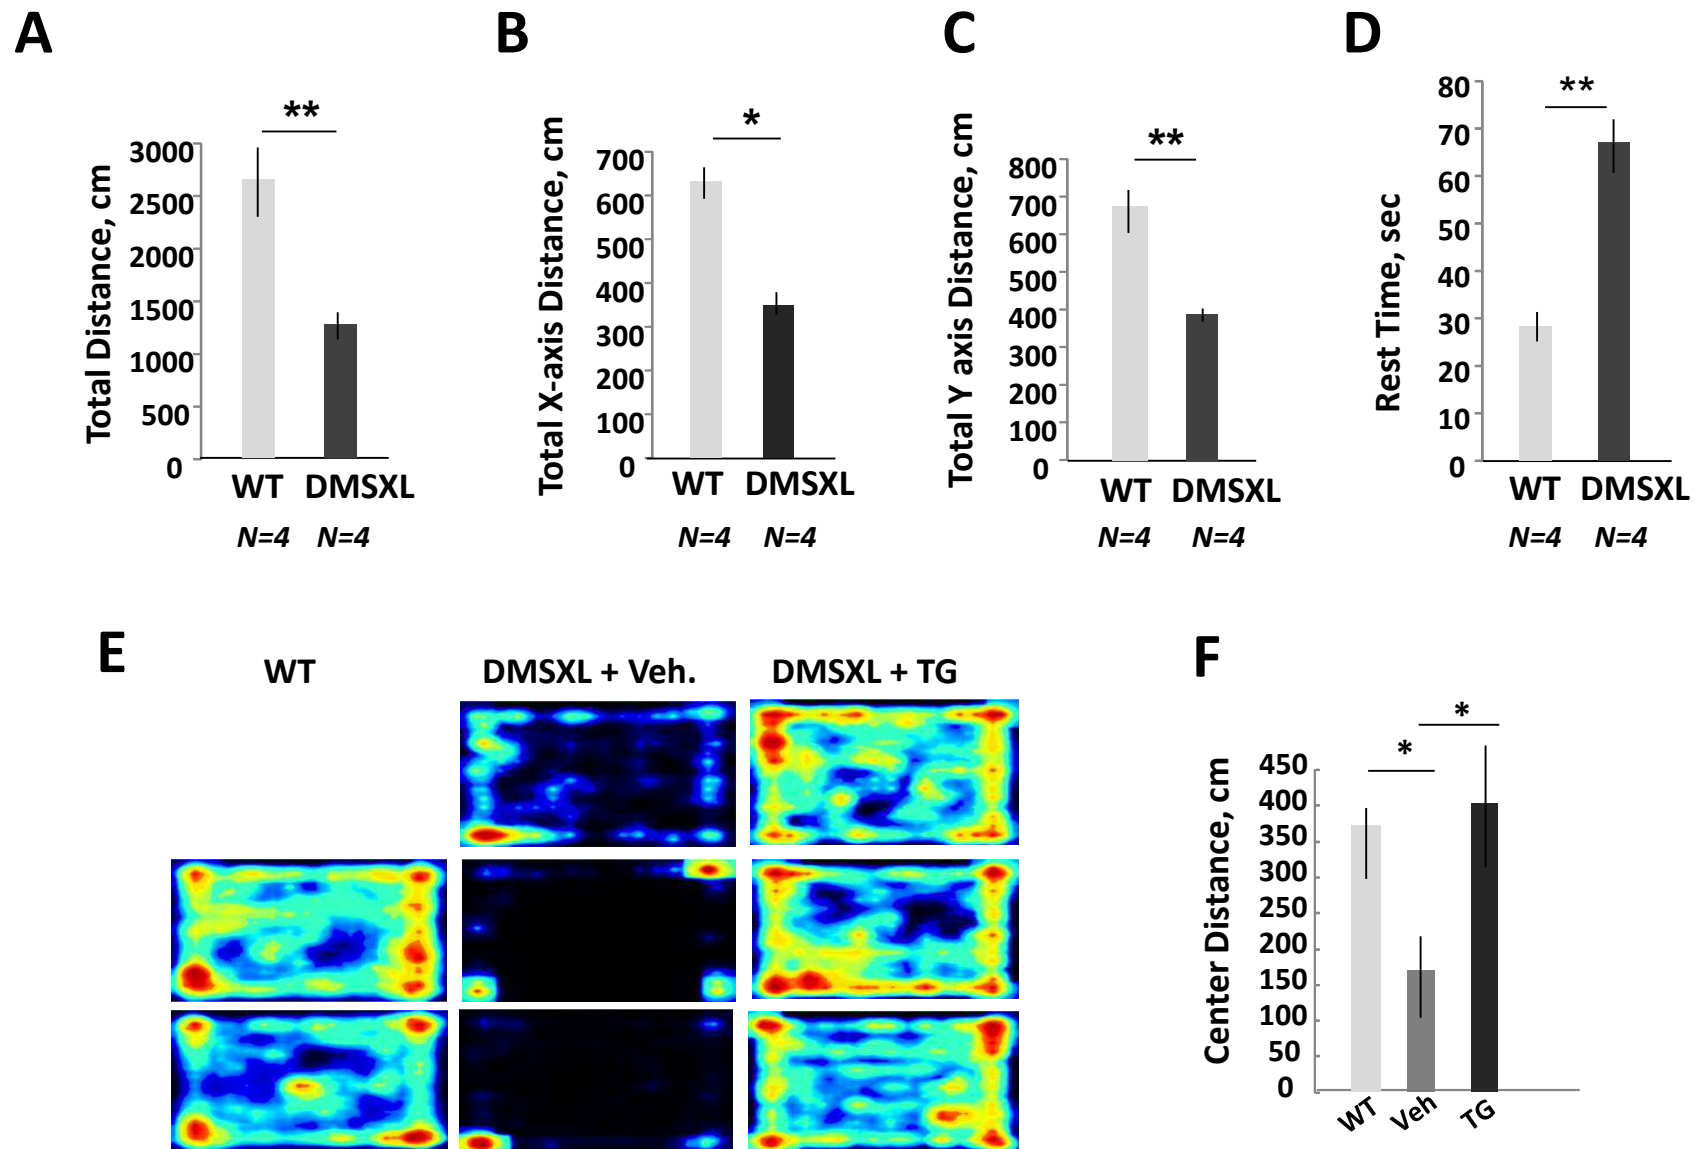 A
**
Total Distance, cm
3000
2500
2000
1500
1000
500
0
WT DMSXL
N=4 N=4
B
*
Total X-axis Distance, cm
700
600
500
400
300
200
100
0
WT DMSXL
N=4 N=4
C
**
Total Y axis Distance, cm
800
700
600
500
400
300
200
100
0
WT DMSXL
N=4 N=4
D
**
Rest Time, sec
80
70
60
50
40
30
20
10
0
WT DMSXL
N=4 N=4
E
WT DMSXL + Veh. DMSXL + TG
F
*
*
Center Distance, cm
450
400
350
300
250
200
150
100
50
0
WT Veh TG